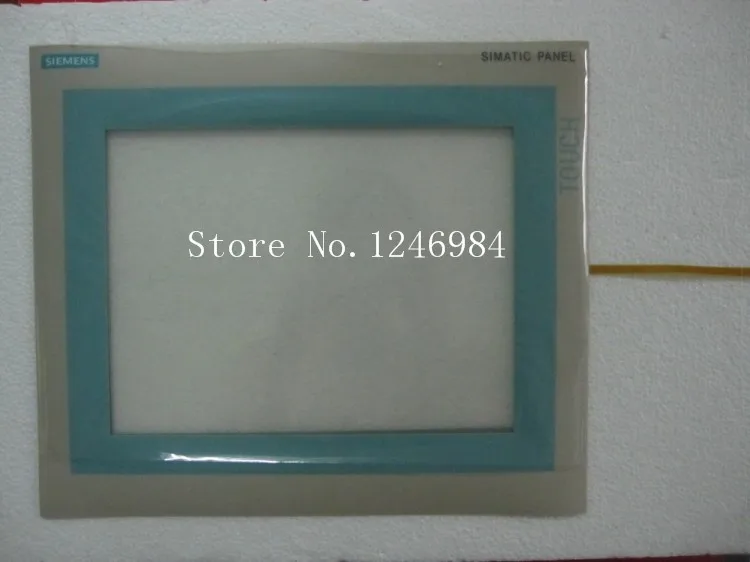 SIEMENS
SIMATIC PANEL
TOUCH
Store No. 1246984